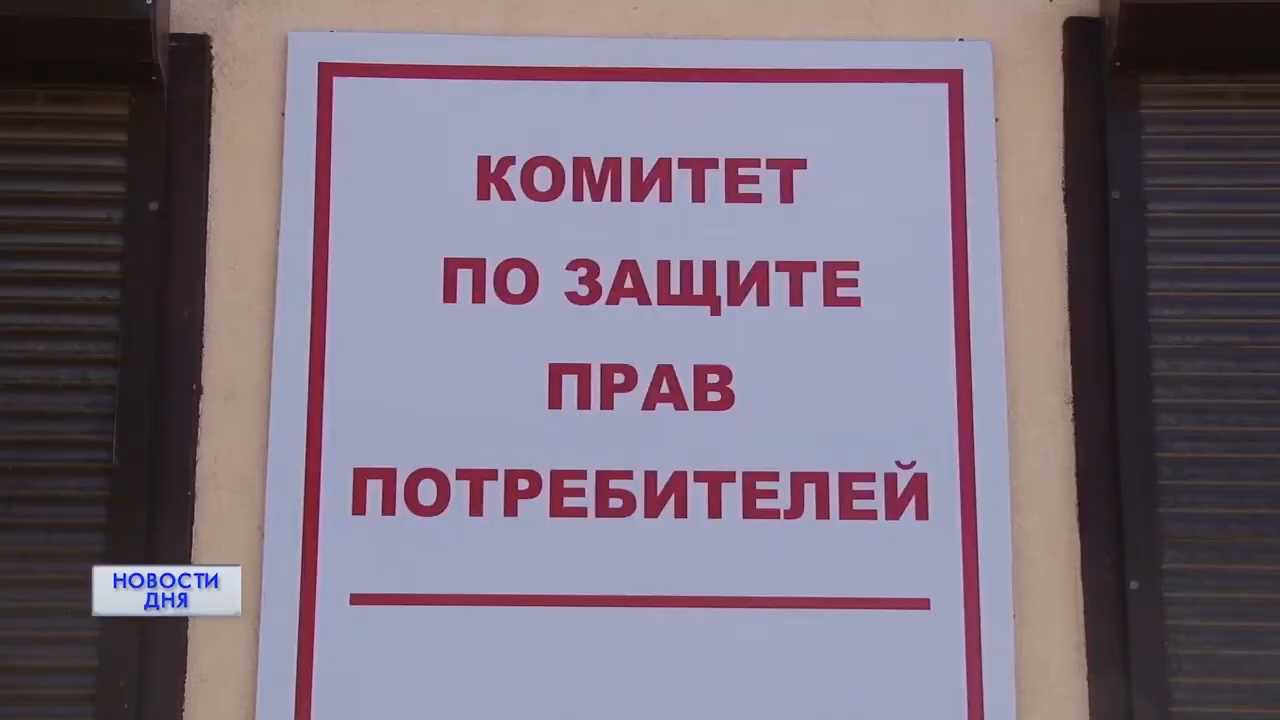 КОМИТЕТ
ПО ЗАЩИТЕ
ПРАВ
ПОТРЕБИТЕЛЕЙ
НОВОСТИ
ДНЯ